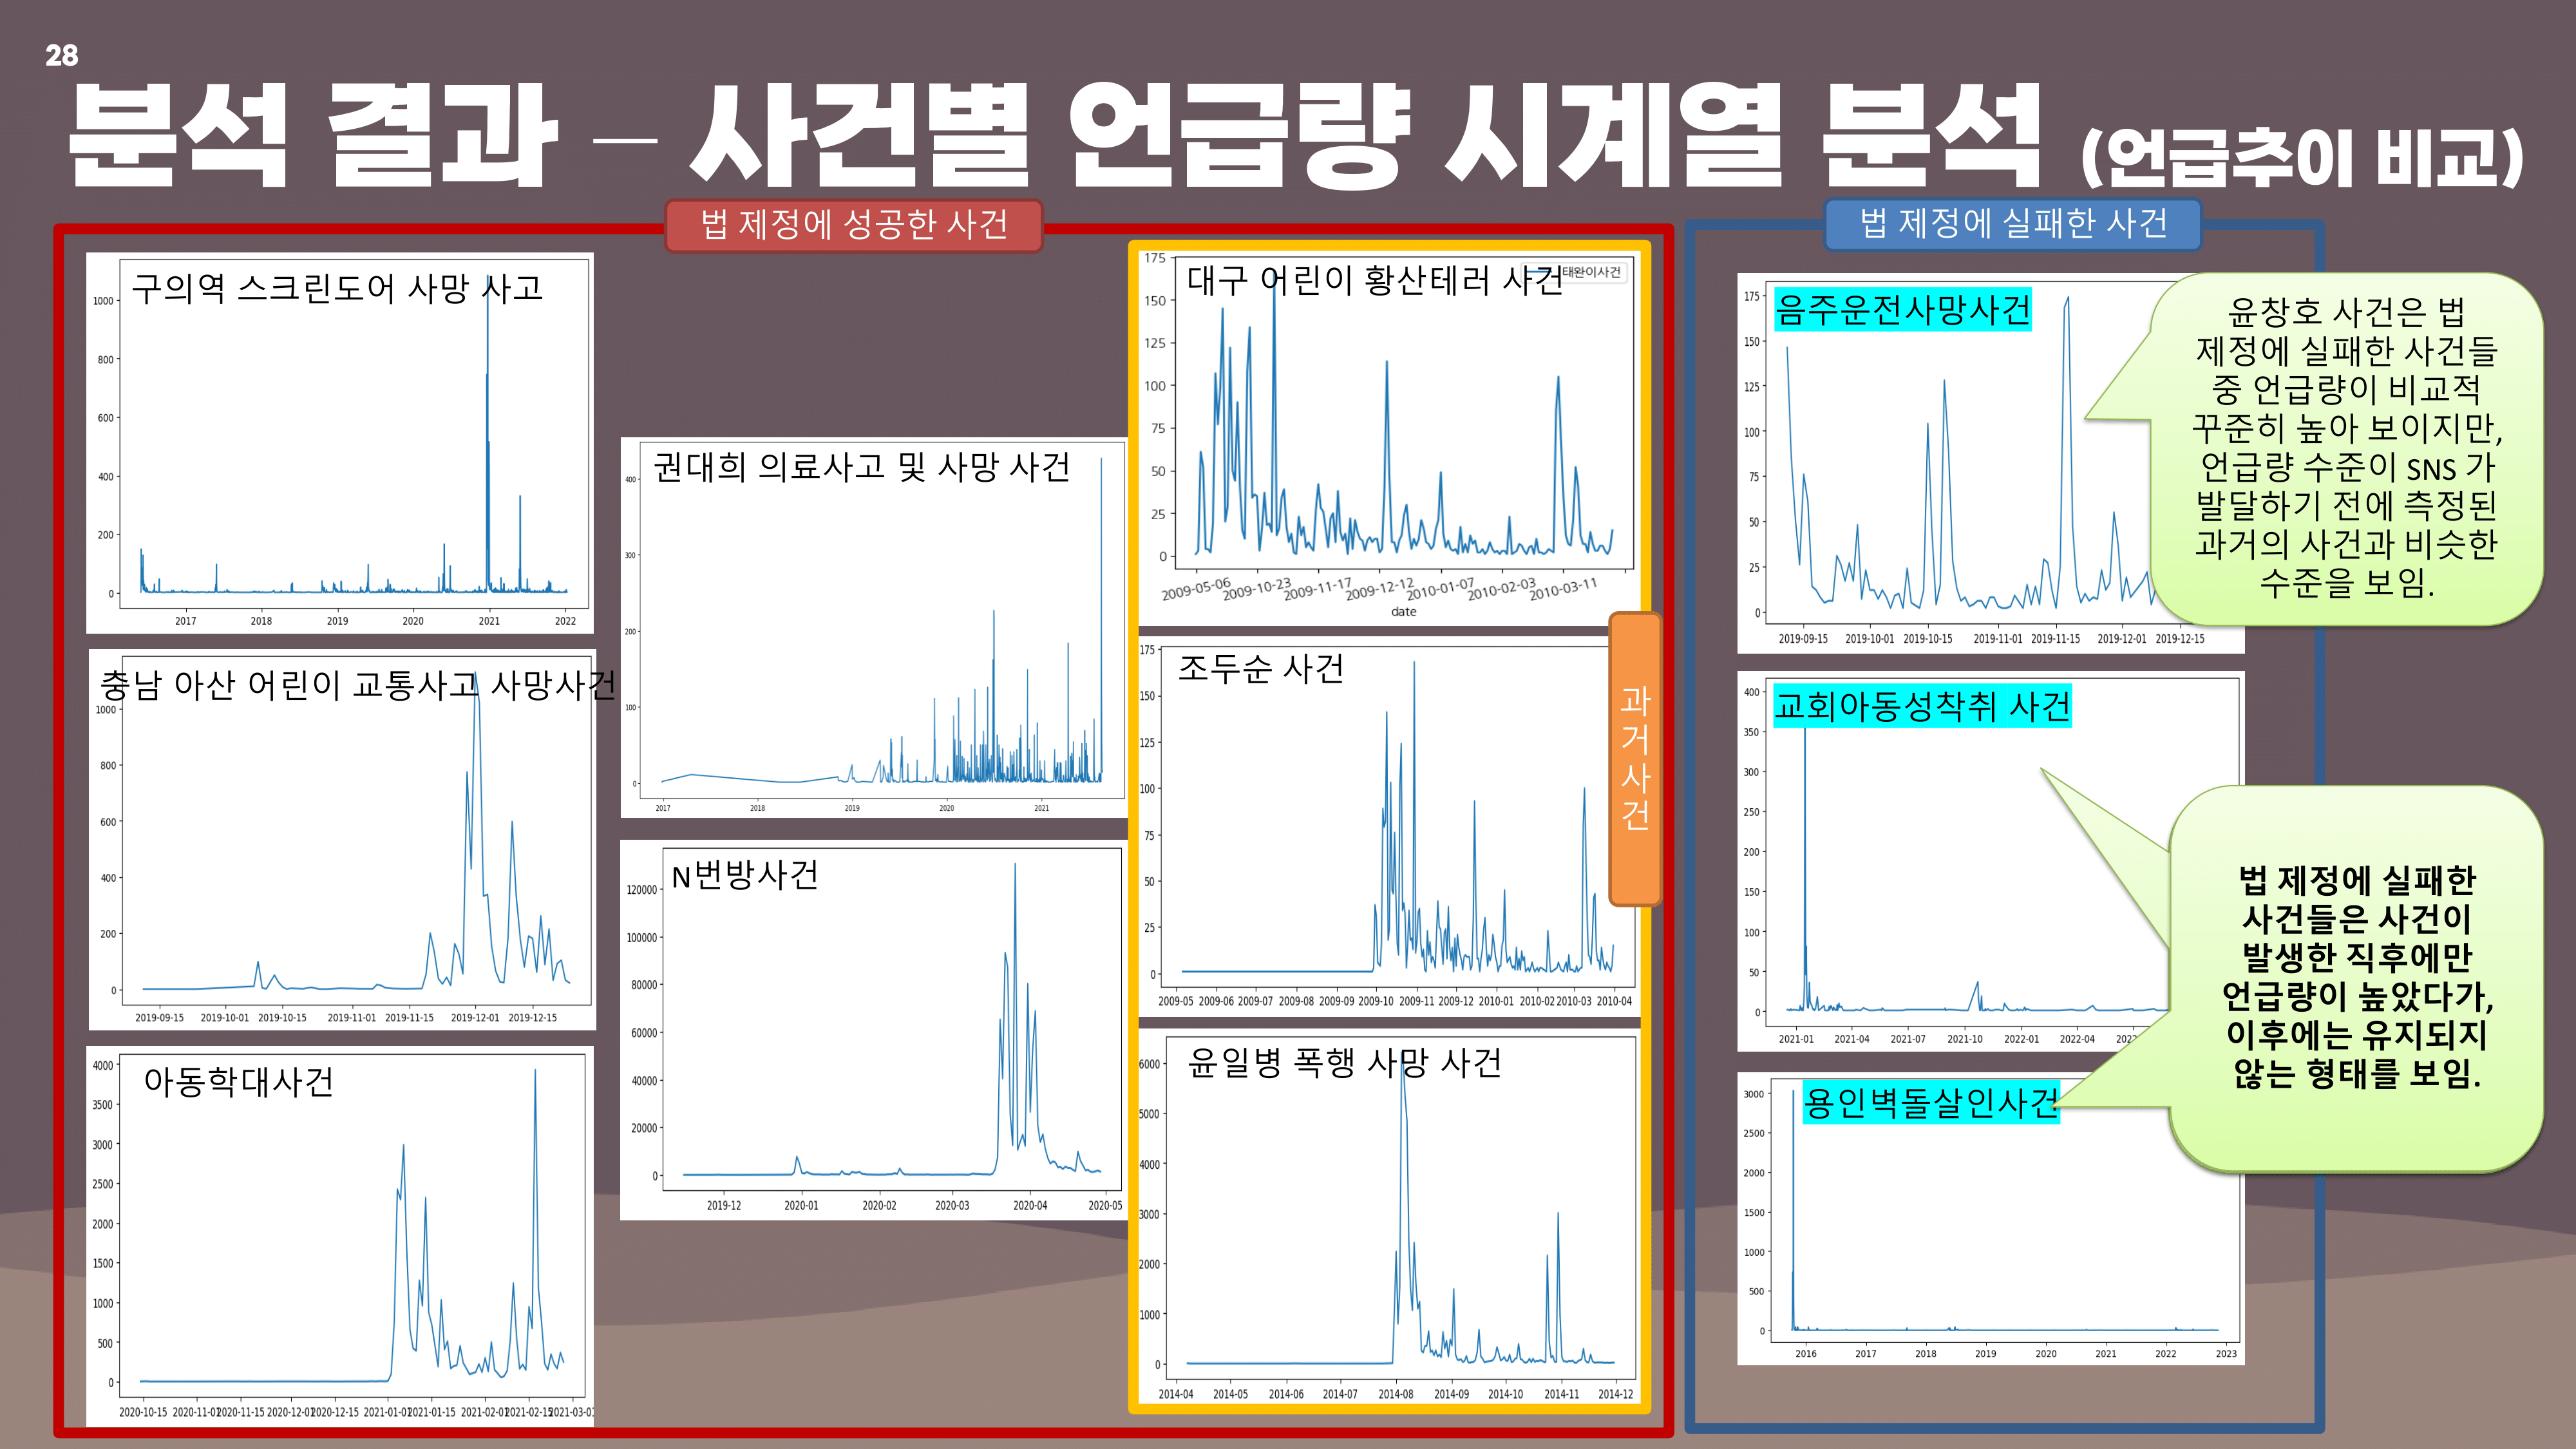 28
분석 결과 – 사건별 언급량 시계열 분석 (언급추이 비교)
법 제정에 성공한 사건
구의역 스크린도어 사망 사고
1000
800
600
400
200
0
2017 2018 2019 2020 2021 2022
충남 아산 어린이 교통사고 사망사건
1000
800
600
400
200
0
2019-09-15 2019-10-01 2019-10-15 2019-11-01 2019-11-15 2019-12-01 2019-12-15
아동학대사건
4000
3500
3000
2500
2000
1500
1000
500
0
2020-10-15 2020-11-01 2020-11-15 2020-12-01 2020-12-15 2021-01-01 2021-01-15 2021-02-01 2021-02-15 2021-03-01
권대희 의료사고 및 사망 사건
400
300
200
100
0
2017 2018 2019 2020 2021
N번방사건
120000
100000
80000
60000
40000
20000
0
2019-12 2020-01 2020-02 2020-03 2020-04 2020-05
과거사건
대구 어린이 황산테러 사건
태완이사건
175
150
125
100
75
50
25
0
2009-05-06 2009-10-23 2009-11-17 2009-12-12 2010-01-07 2010-02-03 2010-03-11
date
조두순 사건
175
150
125
100
75
50
25
0
2009-05 2009-06 2009-07 2009-08 2009-09 2009-10 2009-11 2009-12 2010-01 2010-02 2010-03 2010-04
윤일병 폭행 사망 사건
6000
5000
4000
3000
2000
1000
0
2014-04 2014-05 2014-06 2014-07 2014-08 2014-09 2014-10 2014-11 2014-12
법 제정에 실패한 사건
음주운전사망사건
175
150
125
100
75
50
25
0
2019-09-15 2019-10-01 2019-10-15 2019-11-01 2019-11-15 2019-12-01 2019-12-15
윤창호 사건은 법
제정에 실패한 사건들
중 언급량이 비교적
꾸준히 높아 보이지만,
언급량 수준이 SNS 가
발달하기 전에 측정된
과거의 사건과 비슷한
수준을 보임.
교회아동성착취 사건
400
350
300
250
200
150
100
50
0
2021-01 2021-04 2021-07 2021-10 2022-01 2022-04
법 제정에 실패한
사건들은 사건이
발생한 직후에만
언급량이 높았다가,
이후에는 유지되지
않는 형태를 보임.
용인벽돌살인사건
3000
2500
2000
1500
1000
500
0
2016 2017 2018 2019 2020 2021 2022 2023